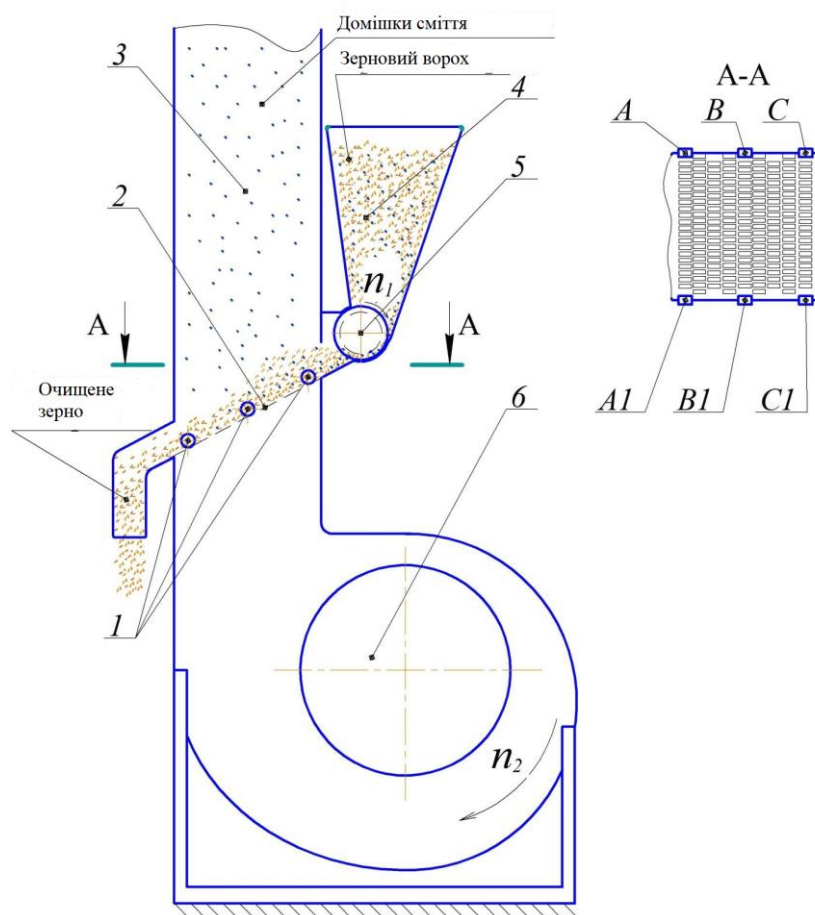 Домішки сміття
Зерновий ворох
3
4
5
2
n1
A
A
Очищене
зерно
6
1
n2
A-A
A
B
C
A1
B1
C1